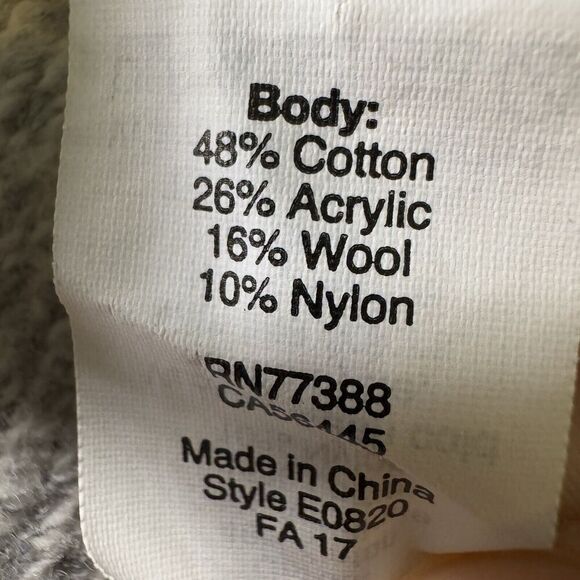 Body:
48% Cotton
26% Acrylic
16% Wool
10% Nylon
RN77388
Made in China
Style E0820
FA 17